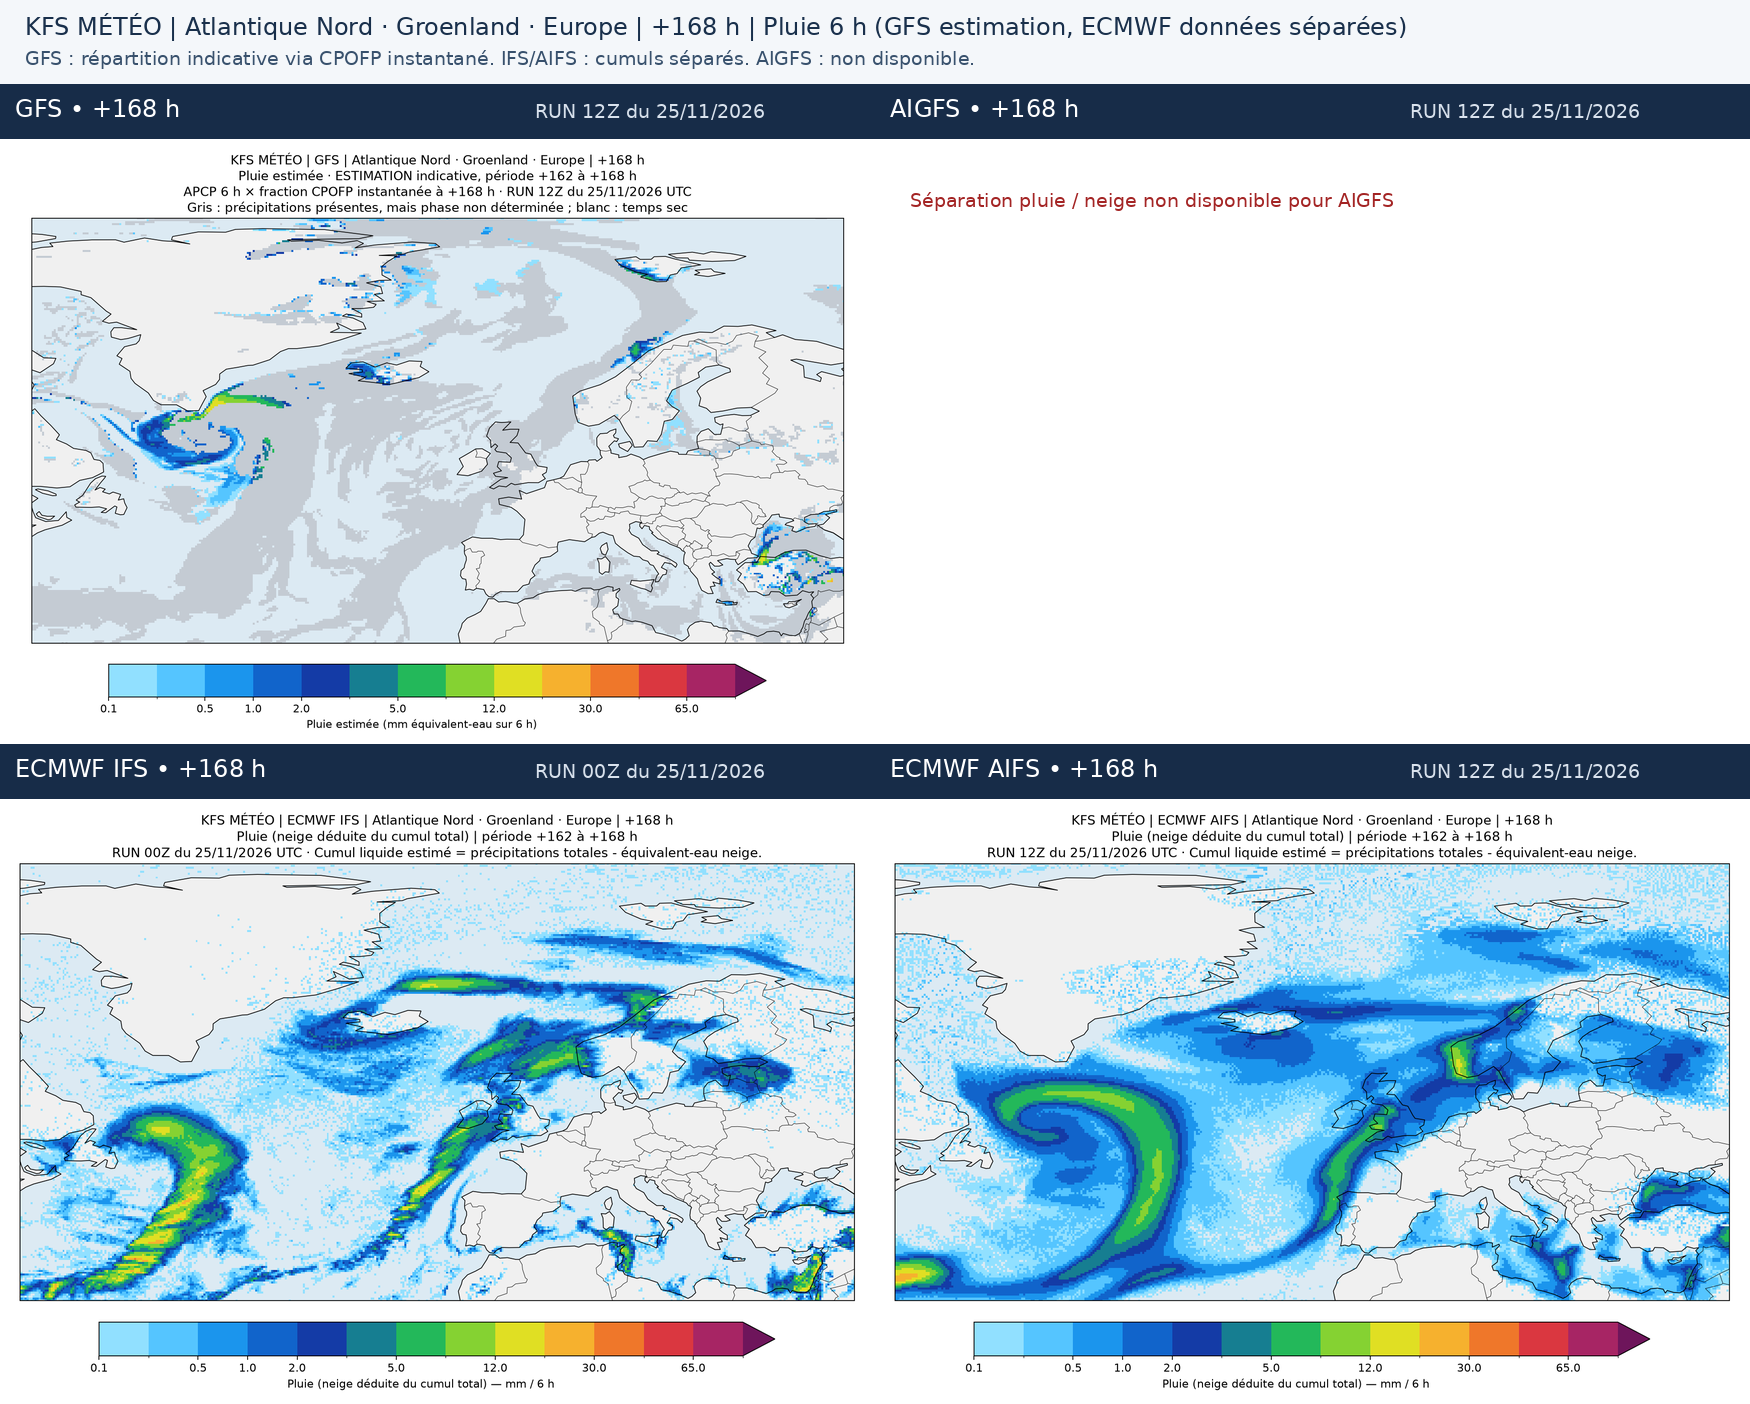 KFS MÉTÉO | Atlantique Nord · Groenland · Europe | +168 h | Pluie 6 h (GFS estimation, ECMWF données séparées)
GFS : répartition indicative via CPOFP instantané. IFS/AIFS : cumuls séparés. AIGFS : non disponible.
GFS • +168 h
RUN 12Z du 25/11/2026
AIGFS • +168 h
RUN 12Z du 25/11/2026
KFS MÉTÉO | GFS | Atlantique Nord · Groenland · Europe | +168 h
Pluie estimée · ESTIMATION indicative, période +162 à +168 h
APCP 6 h × fraction CPOFP instantanée à +168 h · RUN 12Z du 25/11/2026 UTC
Gris : précipitations présentes, mais phase non déterminée ; blanc : temps sec
Séparation pluie / neige non disponible pour AIGFS
0.1 0.5 1.0 2.0 5.0 12.0 30.0 65.0
Pluie estimée (mm équivalent-eau sur 6 h)
ECMWF IFS • +168 h
RUN 00Z du 25/11/2026
ECMWF AIFS • +168 h
RUN 12Z du 25/11/2026
KFS MÉTÉO | ECMWF IFS | Atlantique Nord · Groenland · Europe | +168 h
Pluie (neige déduite du cumul total) | période +162 à +168 h
RUN 00Z du 25/11/2026 UTC · Cumul liquide estimé = précipitations totales - équivalent-eau neige.
KFS MÉTÉO | ECMWF AIFS | Atlantique Nord · Groenland · Europe | +168 h
Pluie (neige déduite du cumul total) | période +162 à +168 h
RUN 12Z du 25/11/2026 UTC · Cumul liquide estimé = précipitations totales - équivalent-eau neige.
0.1 0.5 1.0 2.0 5.0 12.0 30.0 65.0
Pluie (neige déduite du cumul total) — mm / 6 h
0.1 0.5 1.0 2.0 5.0 12.0 30.0 65.0
Pluie (neige déduite du cumul total) — mm / 6 h